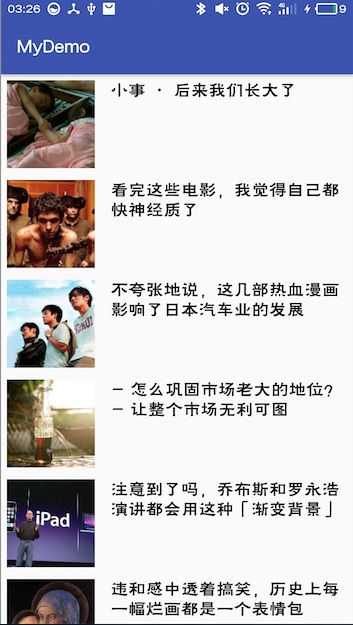 03:26
9
MyDemo
小事 · 后来我们长大了
看完这些电影，我觉得自己都
快神经质了
不夸张地说，这几部热血漫画
影响了日本汽车业的发展
- 怎么巩固市场老大的地位?
- 让整个市场无利可图
iPad
注意到了吗，乔布斯和罗永浩
演讲都会用这种「渐变背景」
违和感中透着搞笑，历史上每
一幅烂画都是一个表情包